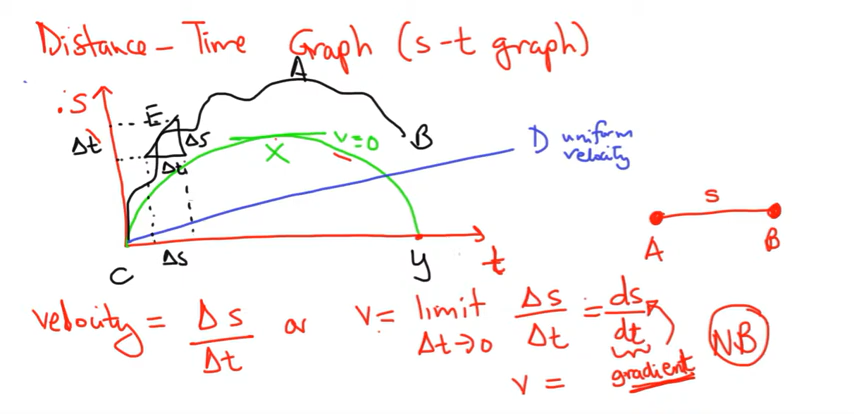 Distance - Time Graph (s-t graph)
A
.S
E
Δt
Δs
Δt
v=0
X
B
D uniform
velocity
s
A
B
C
Δs
y
t
velocity = Δs/Δt or v = limit Δt→0 Δs/Δt = ds/dt
NB
v = gradient